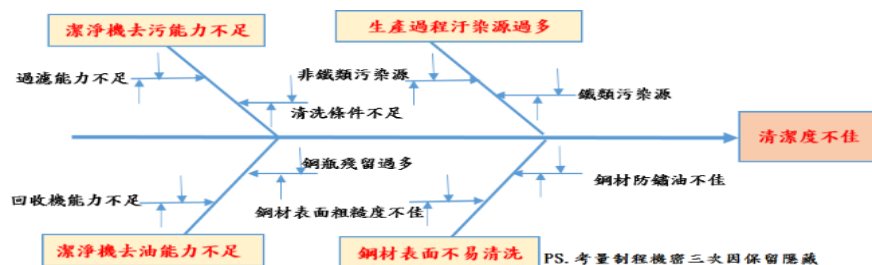 潔淨機去污能力不足
生產過程汙染源過多
過濾能力不足
非鐵類污染源
清洗條件不足
鐵類污染源
清潔度不佳
鋼瓶殘留過多
回收機能力不足
鋼材表面粗糙度不佳
鋼材防鏽油不佳
潔淨機去油能力不足
鋼材表面不易清洗
PS.考量制程機密三次因保留隱藏